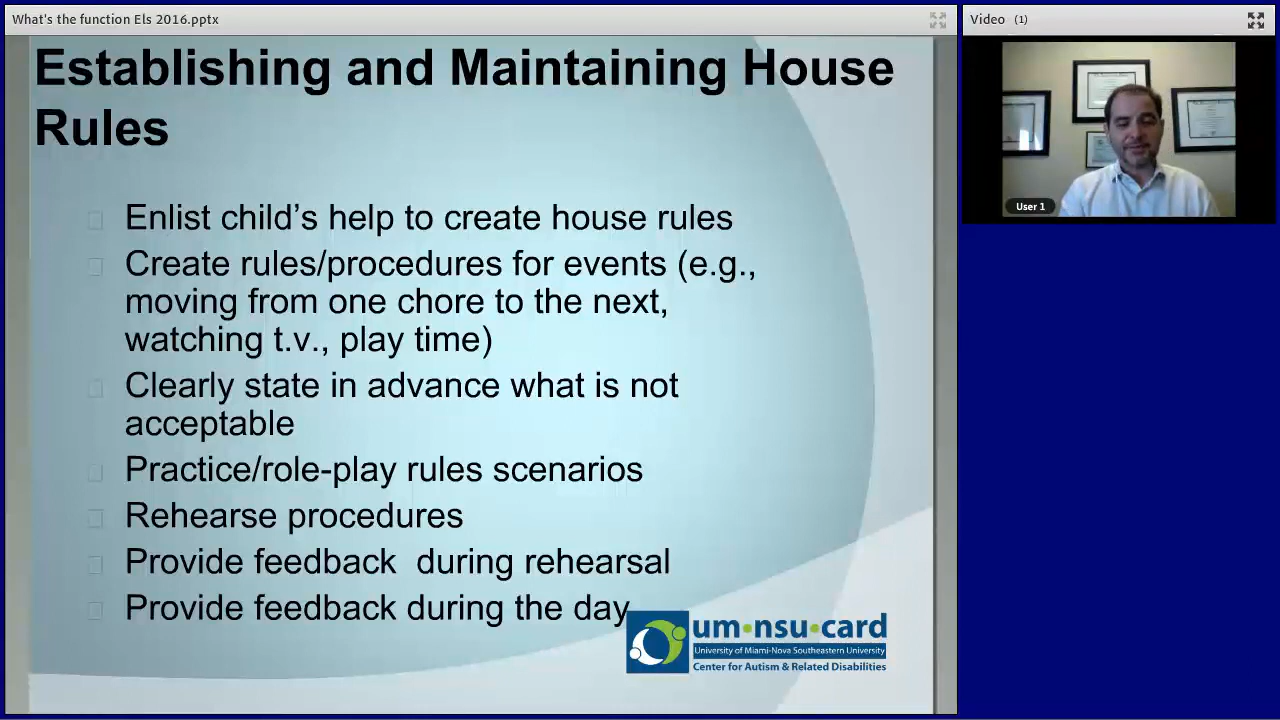 What's the function Els 2016.pptx
Video (1)
Establishing and Maintaining House
Rules
Enlist child’s help to create house rules
Create rules/procedures for events (e.g.,
moving from one chore to the next,
watching t.v., play time)
Clearly state in advance what is not
acceptable
Practice/role-play rules scenarios
Rehearse procedures
Provide feedback  during rehearsal
Provide feedback during the day
um•nsu•card
University of Miami-Nova Southeastern University
Center for Autism & Related Disabilities
User 1